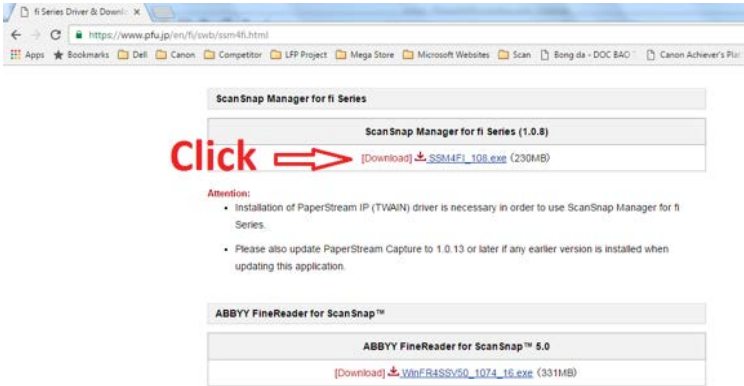 fi Series Driver & Downlo
https://www.pfu.jp/en/fi/swb/ssm4fi.html
Apps Bookmarks Dell Canon Competitor LFP Project Mega Store Microsoft Websites Scan Bong da - DOC BAO Canon Achiever's Plat
ScanSnap Manager for fi Series
ScanSnap Manager for fi Series (1.0.8)
Click [Download] SSM4FI_108.exe (230MB)
Attention:
• Installation of PaperStream IP (TWAIN) driver is necessary in order to use ScanSnap Manager for fi
Series.
• Please also update PaperStream Capture to 1.0.13 or later if any earlier version is installed when
updating this application.
ABBYY FineReader for ScanSnap™
ABBYY FineReader for ScanSnap™ 5.0
[Download] WinFR4SSV50_1074_16.exe (331MB)